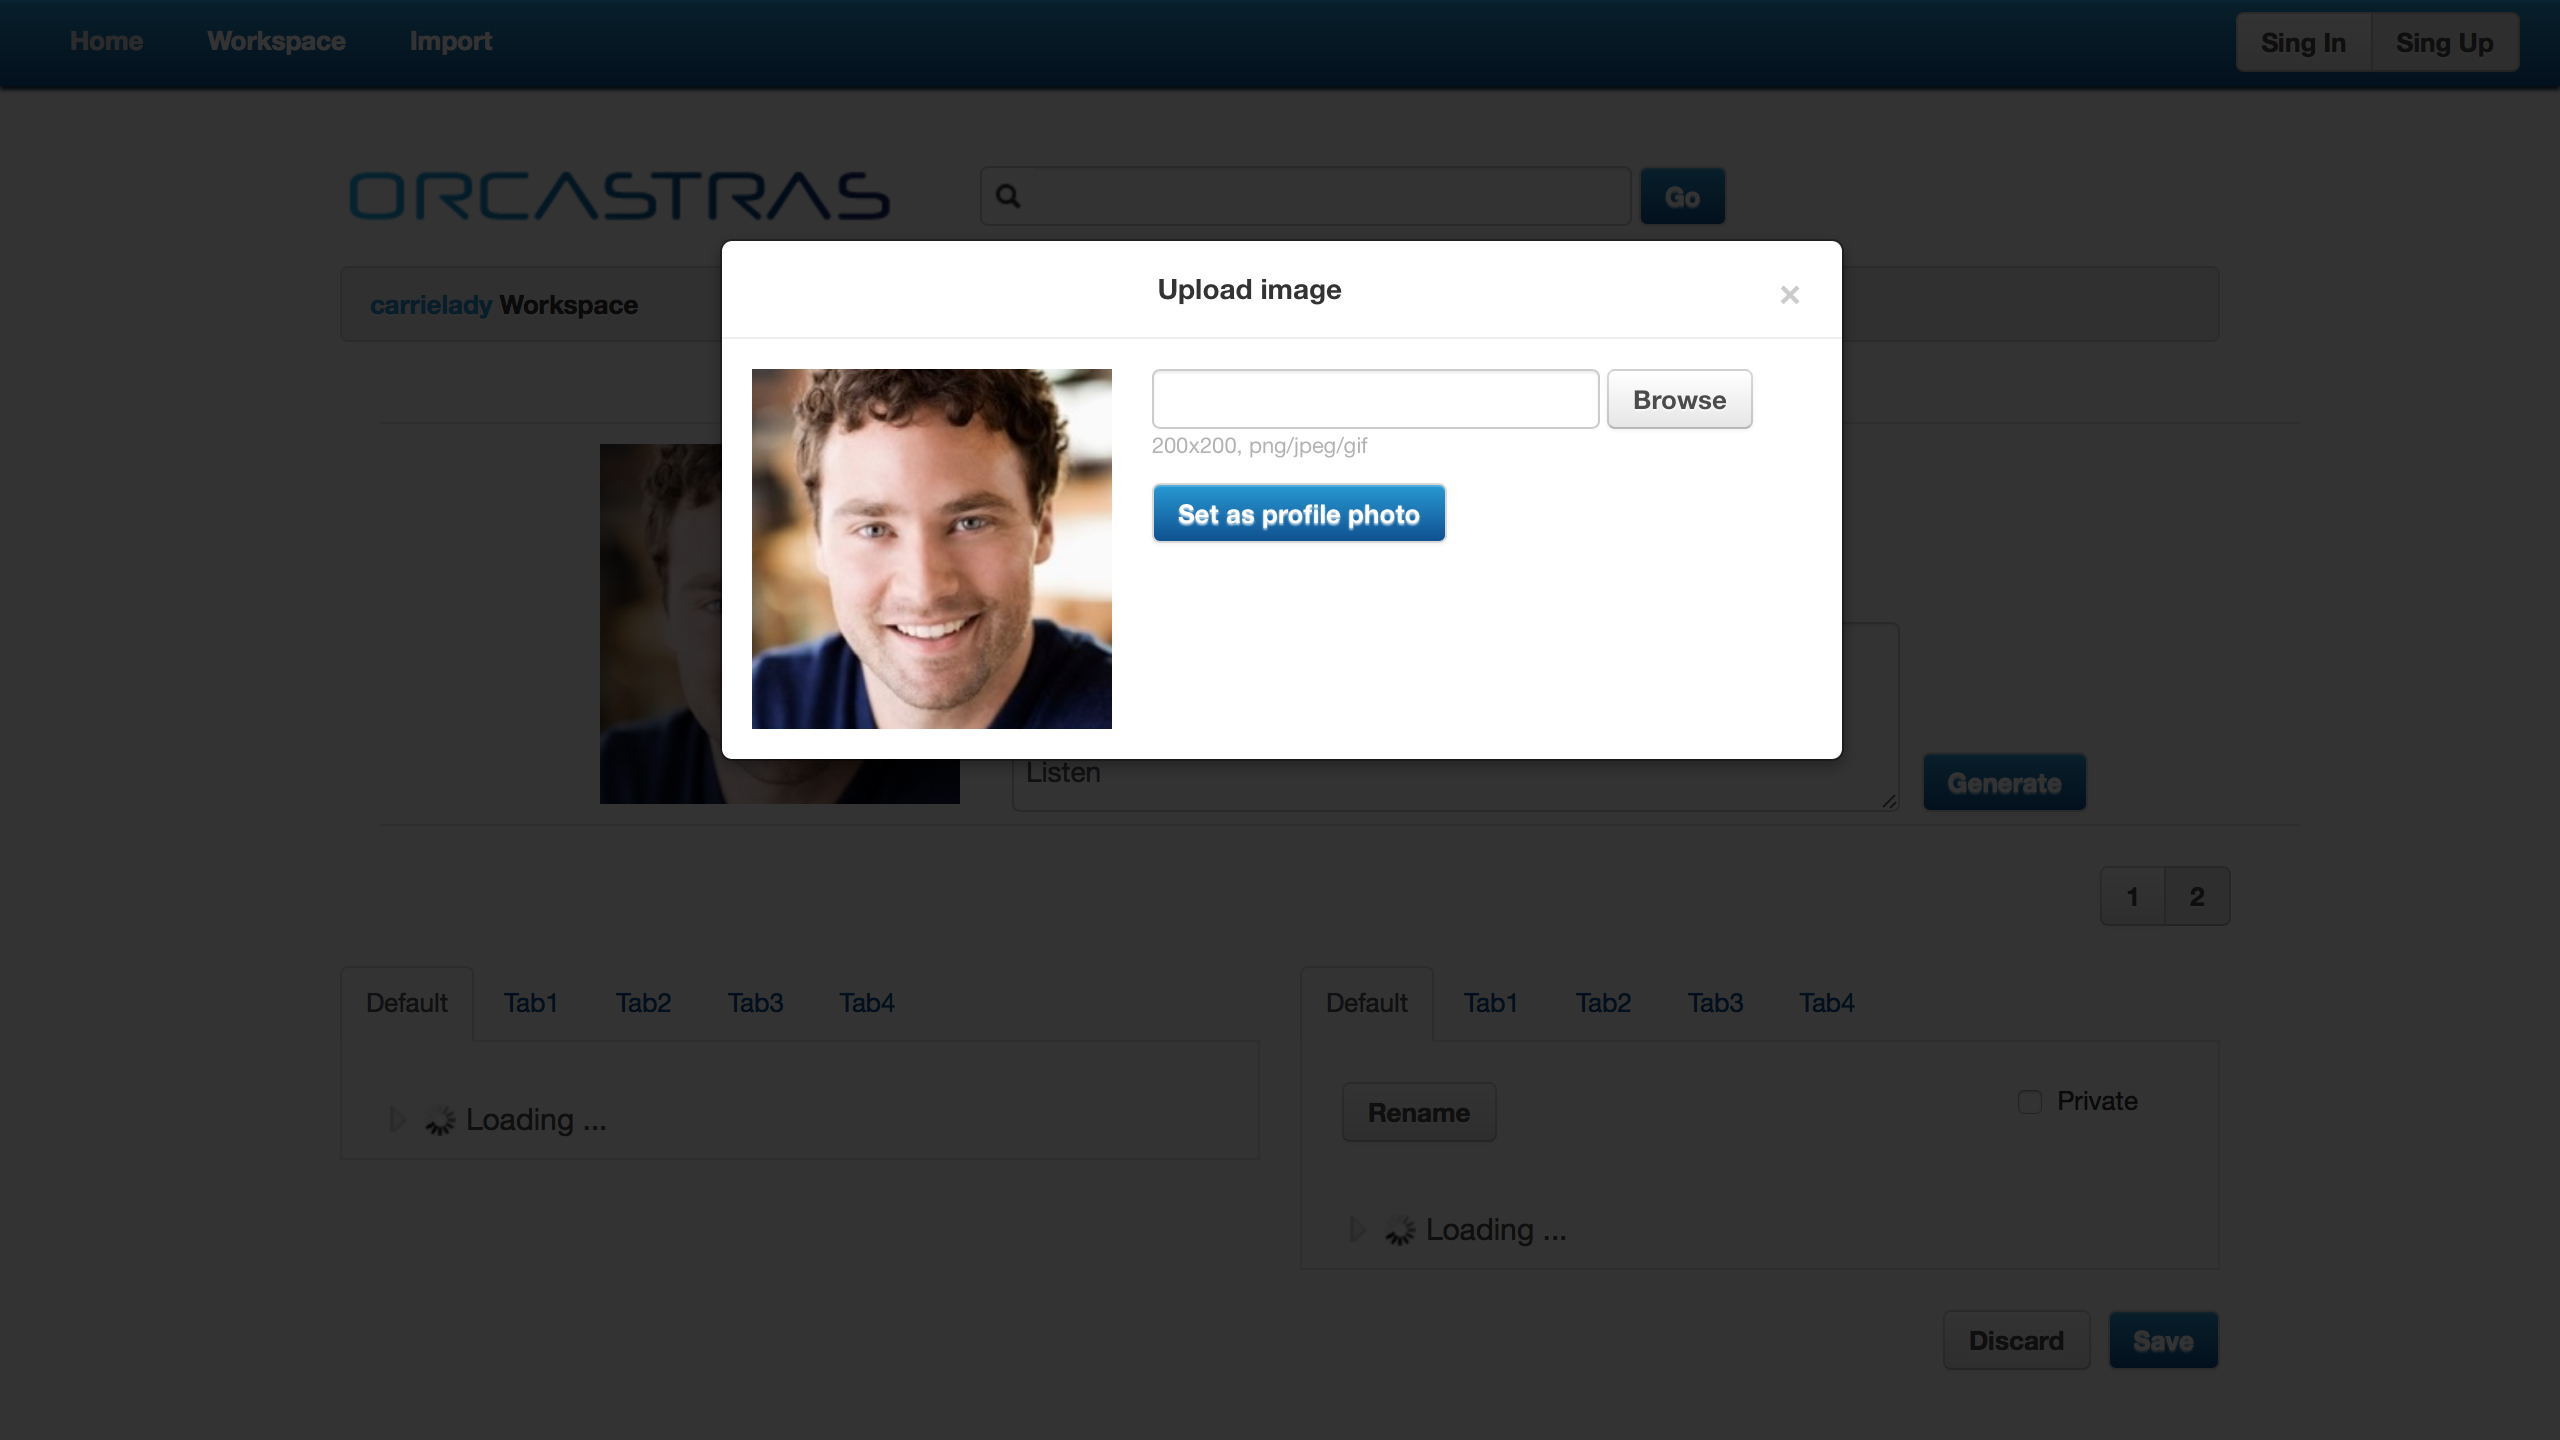 Home Workspace Import Sing In Sing Up
ORCASTRAS Go
carrielady Workspace
Upload image ×
Browse
200x200, png/jpeg/gif
Set as profile photo
Listen
Generate
1 2
Default Tab1 Tab2 Tab3 Tab4
Loading ...
Default Tab1 Tab2 Tab3 Tab4
Rename Private
Loading ...
Discard Save